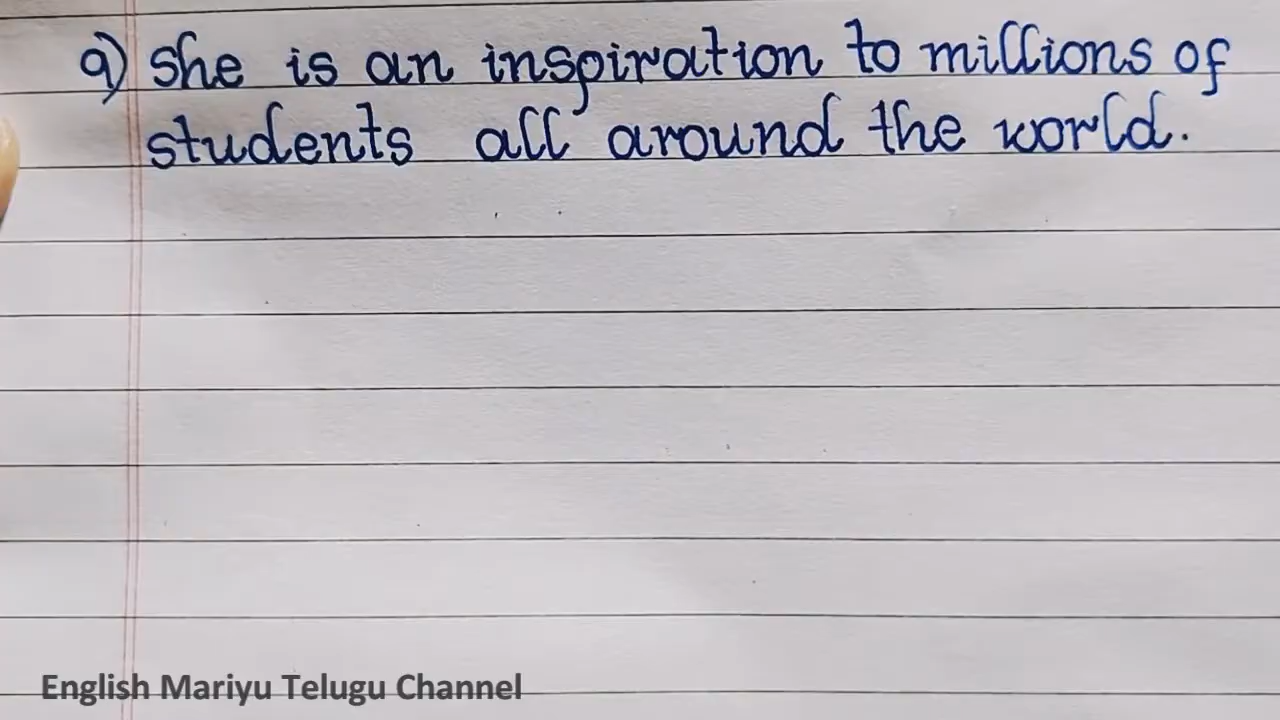 9) She is an inspiration to millions of
students all around the world.
English Mariyu Telugu Channel